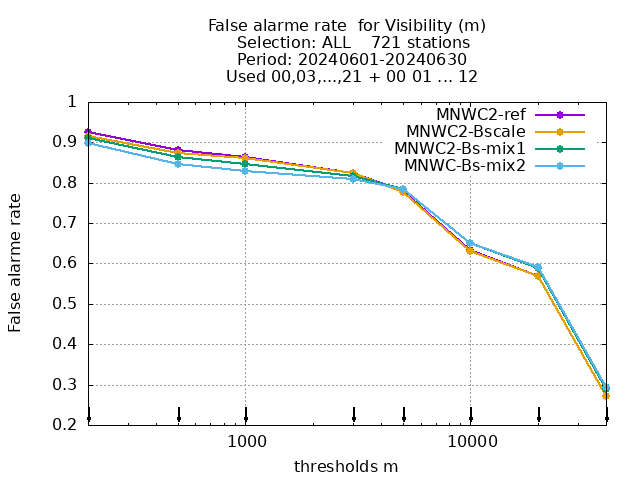 False alarme rate  for Visibility (m)
Selection: ALL    721 stations
Period: 20240601-20240630
Used 00,03,...,21 + 00 01 ... 12
MNWC2-ref
MNWC2-Bscale
MNWC2-Bs-mix1
MNWC-Bs-mix2
False alarme rate
1
0.9
0.8
0.7
0.6
0.5
0.4
0.3
0.2
1000
10000
thresholds m